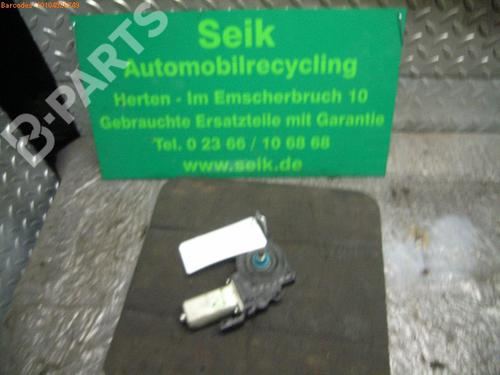 Seik
Automobilrecycling
Herten - Im Emscherbruch 10
Gebrauchte Ersatzteile mit Garantie
Tel. 0 23 66 / 10 68 68
www.seik.de
B-PARTS